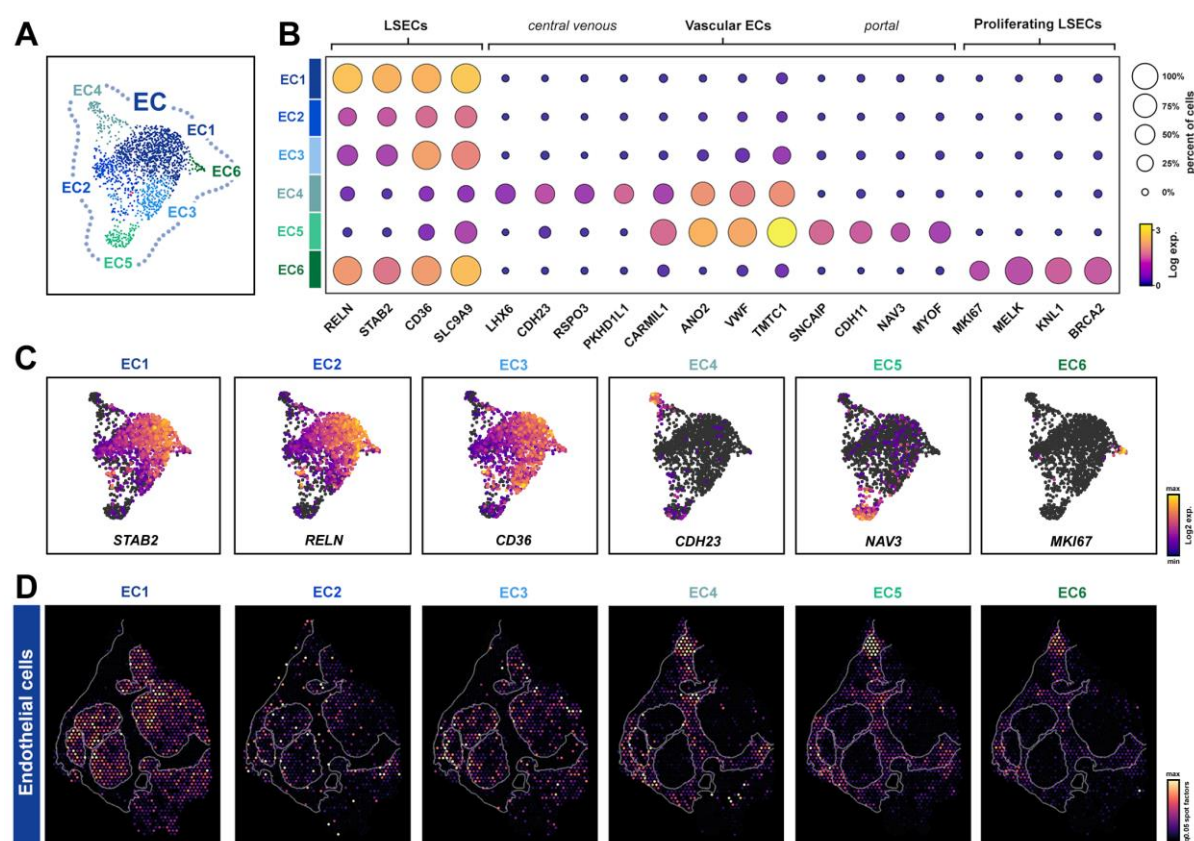 A
EC4
EC
EC1
EC2
EC6
EC3
EC5
B
LSECs
central venous
Vascular ECs
portal
Proliferating LSECs
EC1
EC2
EC3
EC4
EC5
EC6
100%
75%
50%
25%
0%
percent of cells
3
0
Log exp.
RELN
STAB2
CD36
SLC9A9
LHX6
CDH23
RSPO3
PKHD1L1
CARMIL1
ANO2
VWF
TMTC1
SNCAIP
CDH11
NAV3
MYOF
MKI67
MELK
KNL1
BRCA2
C
EC1
EC2
EC3
EC4
EC5
EC6
STAB2
RELN
CD36
CDH23
NAV3
MKI67
max
min
Log2 exp.
D
EC1
EC2
EC3
EC4
EC5
EC6
Endothelial cells
max
q0.05 spot factors